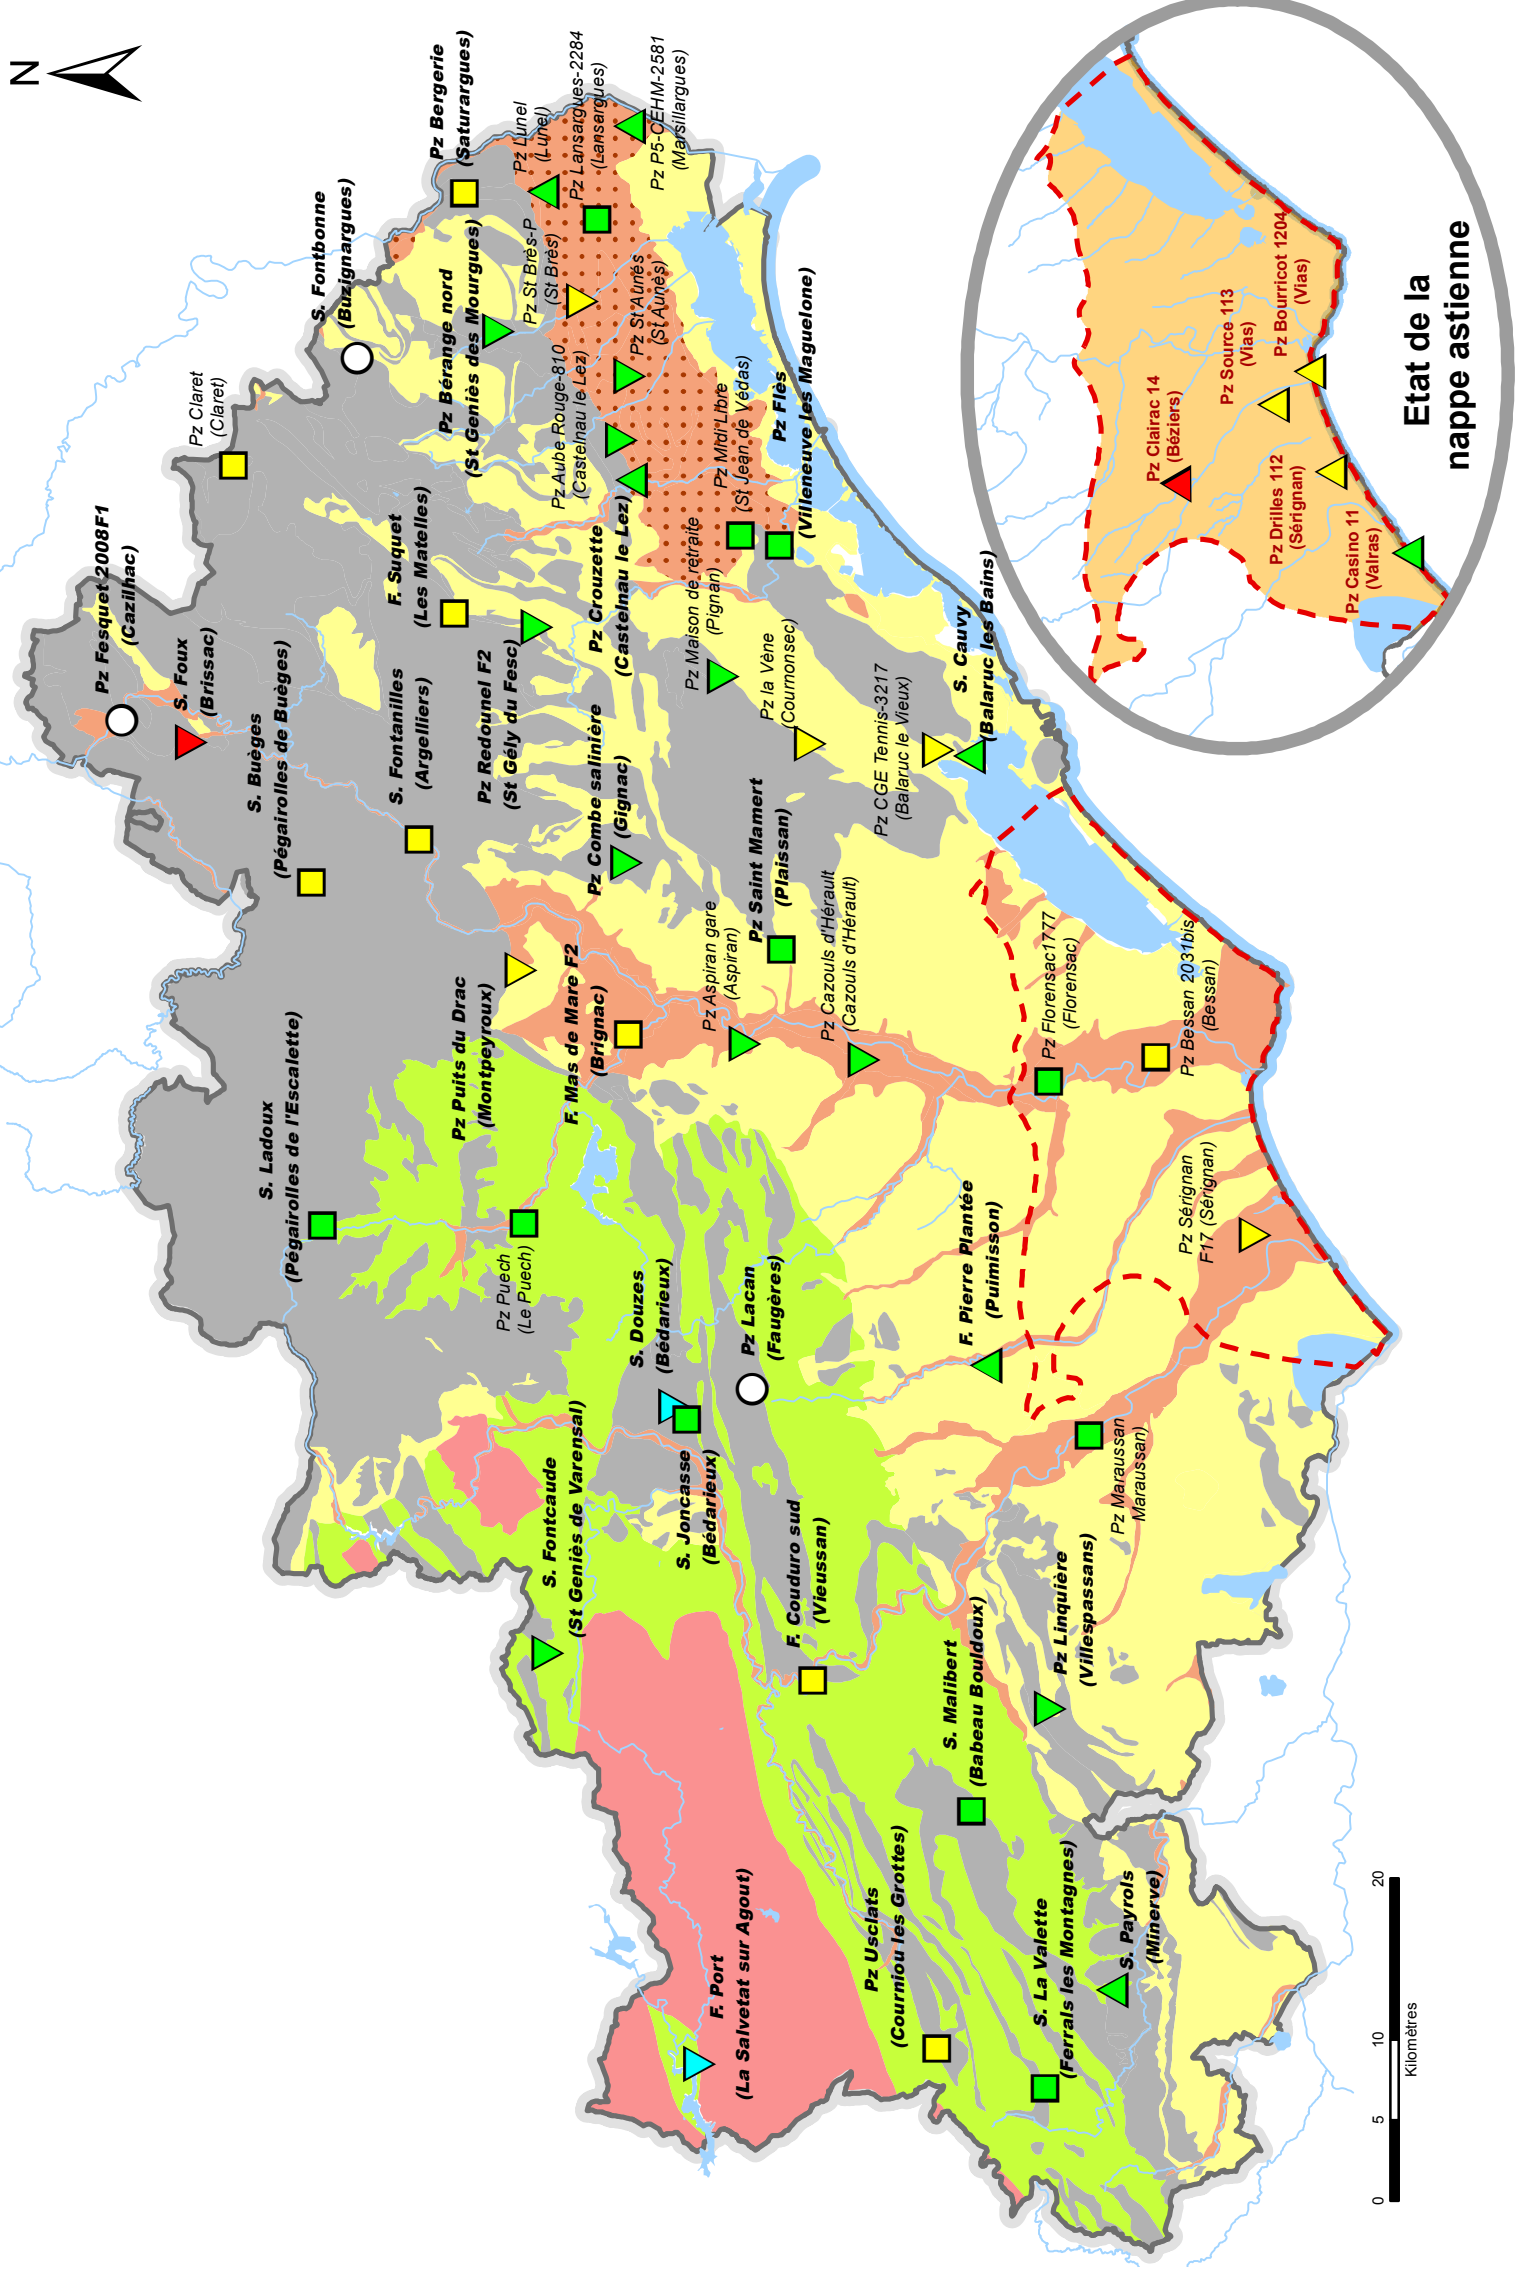 N
Pz Fesquet 2008F1
(Cazilhac)
S. Foux
(Brissac)
Pz Claret
(Claret)
S. Fontbonne
(Buzignargues)
Pz Bergerie
(Saturargues)
S. Buèges
(Pégairolles de Buèges)
F. Suquet
(Les Matelles)
S. Fontanilles
(Argelliers)
Pz Bérange nord
(St Geniès des Mourgues)
Pz Lunel
(Lunel)
Pz Lansargues-2284
(Lansargues)
Pz P5-CEHM-2581
(Marsillargues)
Pz St Brès-P
(St Brès)
Pz St Aunès
(St Aunès)
Pz Aube Rouge-810
(Castelnau le Lez)
Pz Redounel F2
(St Gély du Fesc)
Pz Crouzette
(Castelnau le Lez)
Pz Midi Libre
(St Jean de Védas)
Pz Flès
(Villeneuve les Maguelone)
Pz Combe salinière
(Gignac)
Pz Maison de retraite
(Pignan)
Pz la Vène
(Cournonsec)
Pz CGE Tennis-3217
(Balaruc le Vieux)
S. Cauvy
(Balaruc les Bains)
S. Ladoux
(Pégairolles de l'Escalette)
Pz Puits du Drac
(Montpeyroux)
F. Mas de Mare F2
(Brignac)
Pz Saint Mamert
(Plaissan)
Pz Aspiran gare
(Aspiran)
Pz Cazouls d'Hérault
(Cazouls d'Hérault)
Pz Florensac1777
(Florensac)
Pz Bessan 2031bis
(Bessan)
Pz Puech
(Le Puech)
S. Douzes
(Bédarieux)
Pz Lacan
(Faugères)
F. Pierre Plantée
(Puimisson)
Pz Sérignan
F17 (Sérignan)
S. Fontcaude
(St Geniès de Varensal)
S. Joncasse
(Bédarieux)
F. Couduro sud
(Vieussan)
Pz Maraussan
Maraussan)
S. Malibert
(Babeau Bouldoux)
Pz Linquière
(Villespassans)
F. Port
(La Salvetat sur Agout)
Pz Usclats
(Courniou les Grottes)
S. La Valette
(Ferrals les Montagnes)
S. Payrols
(Minerve)
Pz Clairac 14
(Béziers)
Pz Source 113
(Vias)
Pz Bourricot 1204
(Vias)
Pz Drilles 112
(Sérignan)
Pz Casino 11
(Valras)
Etat de la
nappe astienne
0 5 10 20
Kilomètres